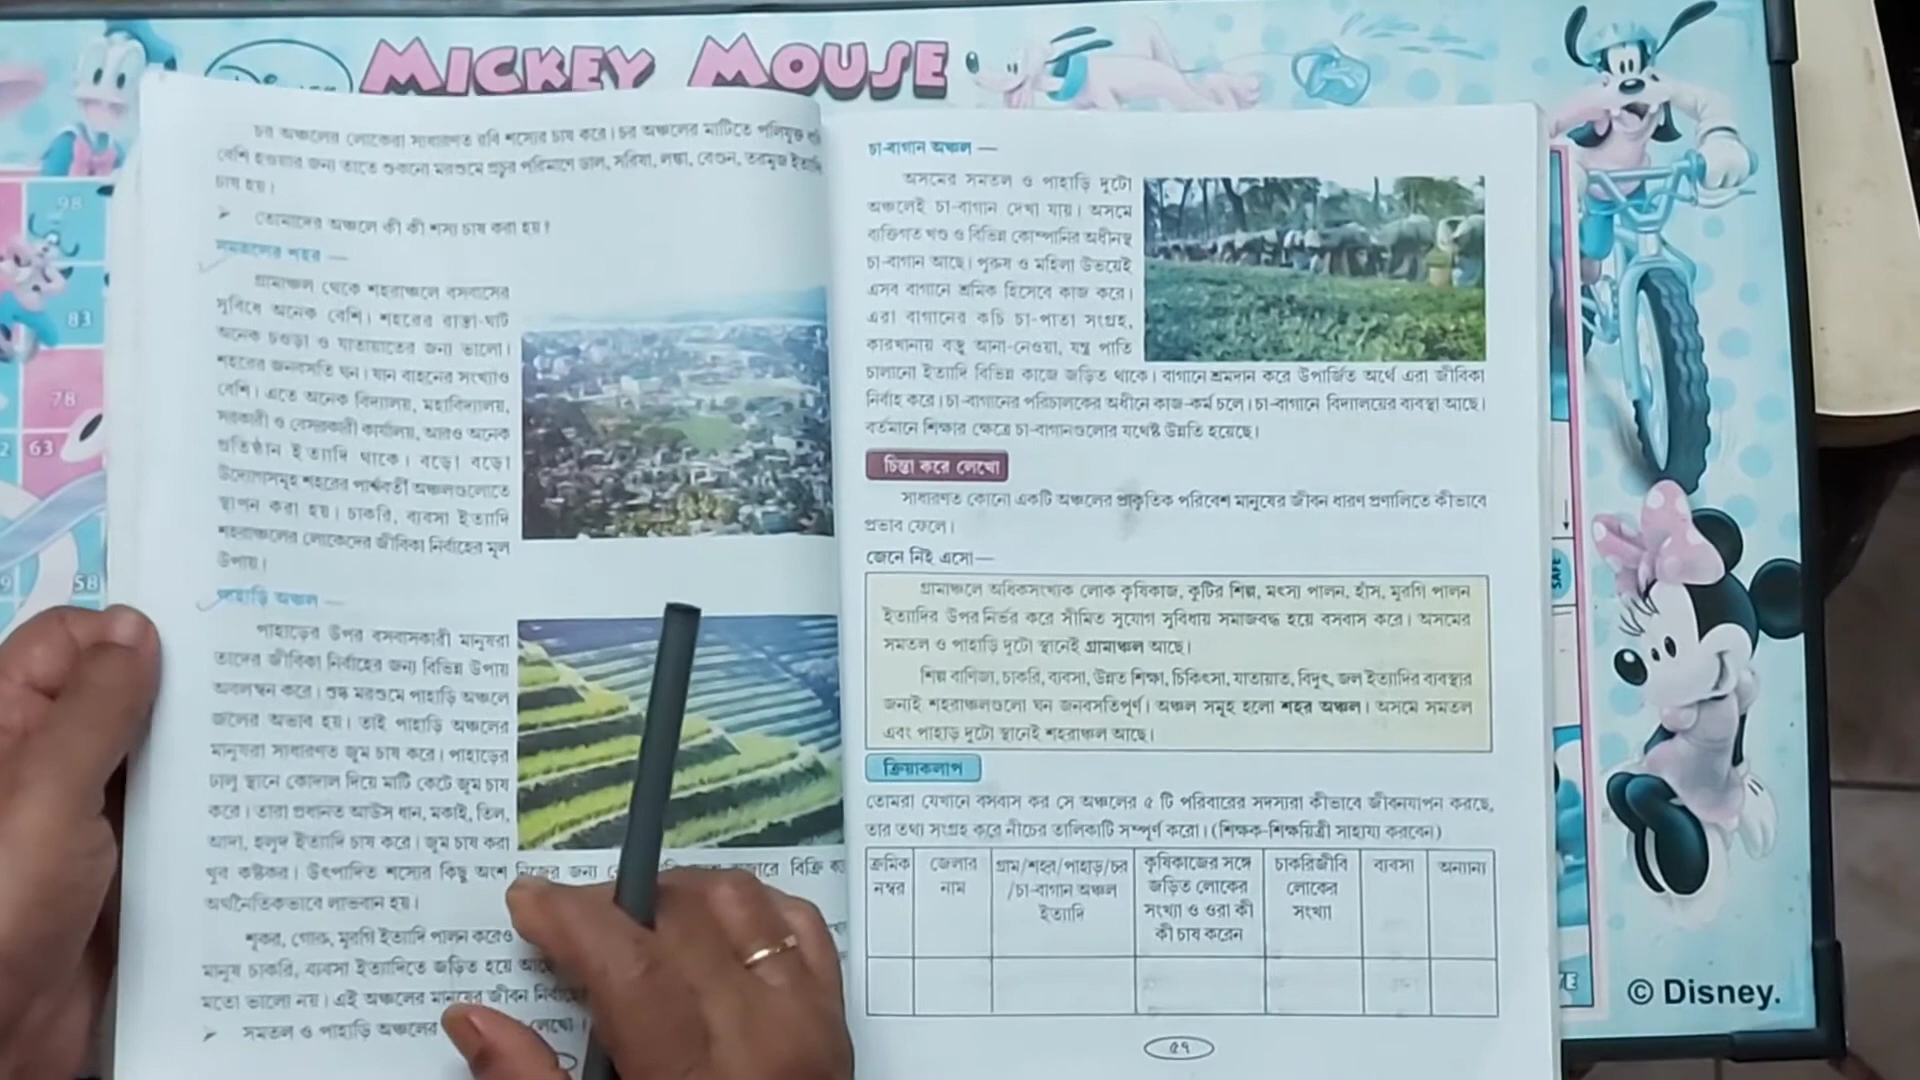 MICKEY MOUSE
98
83
78
63
58
SAFE
© Disney.
চর অঞ্চলের লোকেরা সাধারণত রবি শস্যের চাষ করে। চর অঞ্চলের মাটিতে পলিযুক্ত
বেশি হওয়ার জন্য তাতে শুকনো মরশুমে প্রচুর পরিমাণে ডাল, সরিষা, লঙ্কা, বেগুন, তরমুজ ইত্যাদি
চাষ হয়।
➤ তোমাদের অঞ্চলে কী কী শস্য চাষ করা হয়?
সমতলের শহর —
গ্রামাঞ্চল থেকে শহরাঞ্চলে বসবাসের
সুবিধে অনেক বেশি। শহরের রাস্তা-ঘাট
অনেক চওড়া ও যাতায়াতের জন্য ভালো।
শহরের জনবসতি ঘন। যান বাহনের সংখ্যাও
বেশি। এতে অনেক বিদ্যালয়, মহাবিদ্যালয়,
সরকারী ও বেসরকারী কার্যালয়, আরও অনেক
প্রতিষ্ঠান ইত্যাদি থাকে। বড়ো বড়ো
উদ্যোগসমূহ শহরের পার্শ্ববর্তী অঞ্চলগুলোতে
স্থাপন করা হয়। চাকরি, ব্যবসা ইত্যাদি
শহরাঞ্চলের লোকেদের জীবিকা নির্বাহের মূল
উপায়।
পাহাড়ি অঞ্চল —
পাহাড়ের উপর বসবাসকারী মানুষরা
তাদের জীবিকা নির্বাহের জন্য বিভিন্ন উপায়
অবলম্বন করে। শুষ্ক মরশুমে পাহাড়ি অঞ্চলে
জলের অভাব হয়। তাই পাহাড়ি অঞ্চলের
মানুষরা সাধারণত জুম চাষ করে। পাহাড়ের
ঢালু স্থানে কোদাল দিয়ে মাটি কেটে জুম চাষ
করে। তারা প্রধানত আউস ধান, মকাই, তিল,
আদা, হলুদ ইত্যাদি চাষ করে। জুম চাষ করা
খুব কষ্টকর। উৎপাদিত শস্যের কিছু অংশ নিজের জন্য বাজারে বিক্রি
অর্থনৈতিকভাবে লাভবান হয়।
শূকর, গোরু, মুরগি ইত্যাদি পালন করেও
মানুষ চাকরি, ব্যবসা ইত্যাদিতে জড়িত হয়ে
মতো ভালো নয়। এই অঞ্চলের মানুষের জীবন
➤ সমতল ও পাহাড়ি অঞ্চলের লেখো।
চা-বাগান অঞ্চল —
অসমের সমতল ও পাহাড়ি দুটো
অঞ্চলেই চা-বাগান দেখা যায়। অসমে
ব্যক্তিগত খণ্ড ও বিভিন্ন কোম্পানির অধীনস্থ
চা-বাগান আছে। পুরুষ ও মহিলা উভয়েই
এসব বাগানে শ্রমিক হিসেবে কাজ করে।
এরা বাগানের কচি চা-পাতা সংগ্রহ,
কারখানায় বস্তু আনা-নেওয়া, যন্ত্র পাতি
চালানো ইত্যাদি বিভিন্ন কাজে জড়িত থাকে। বাগানে শ্রমদান করে উপার্জিত অর্থে এরা জীবিকা
নির্বাহ করে। চা-বাগানের পরিচালকের অধীনে কাজ-কর্ম চলে। চা-বাগানে বিদ্যালয়ের ব্যবস্থা আছে।
বর্তমানে শিক্ষার ক্ষেত্রে চা-বাগানগুলোর যথেষ্ট উন্নতি হয়েছে।
চিন্তা করে লেখো
সাধারণত কোনো একটি অঞ্চলের প্রাকৃতিক পরিবেশ মানুষের জীবন ধারণ প্রণালিতে কীভাবে
প্রভাব ফেলে।
জেনে নিই এসো—
গ্রামাঞ্চলে অধিকসংখ্যক লোক কৃষিকাজ, কুটির শিল্প, মৎস্য পালন, হাঁস, মুরগি পালন
ইত্যাদির উপর নির্ভর করে সীমিত সুযোগ সুবিধায় সমাজবদ্ধ হয়ে বসবাস করে। অসমের
সমতল ও পাহাড়ি দুটো স্থানেই গ্রামাঞ্চল আছে।
শিল্প বাণিজ্য, চাকরি, ব্যবসা, উন্নত শিক্ষা, চিকিৎসা, যাতায়াত, বিদুৎ, জল ইত্যাদির ব্যবস্থার
জন্যই শহরাঞ্চলগুলো ঘন জনবসতিপূর্ণ। অঞ্চল সমূহ হলো শহর অঞ্চল। অসমে সমতল
এবং পাহাড় দুটো স্থানেই শহরাঞ্চল আছে।
ক্রিয়াকলাপ
তোমরা যেখানে বসবাস কর সে অঞ্চলের ৫ টি পরিবারের সদস্যরা কীভাবে জীবনযাপন করছে,
তার তথ্য সংগ্রহ করে নীচের তালিকাটি সম্পূর্ণ করো। (শিক্ষক-শিক্ষয়িত্রী সাহায্য করবেন)
ক্রমিক নম্বর
জেলার নাম
গ্রাম/শহর/পাহাড়/চর /চা-বাগান অঞ্চল ইত্যাদি
কৃষিকাজের সঙ্গে জড়িত লোকের সংখ্যা ও ওরা কী কী চাষ করেন
চাকরিজীবি লোকের সংখ্যা
ব্যবসা
অন্যান্য
৫৭